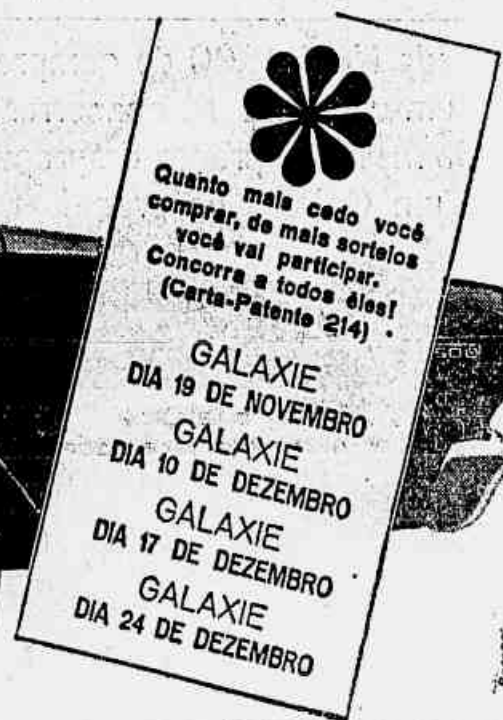 Quanto mais cedo você
comprar, de mais sorteios
você vai participar.
Concorra a todos êles!
(Carta-Patente 214)
GALAXIE
DIA 19 DE NOVEMBRO
GALAXIE
DIA 10 DE DEZEMBRO
GALAXIE
DIA 17 DE DEZEMBRO
GALAXIE
DIA 24 DE DEZEMBRO